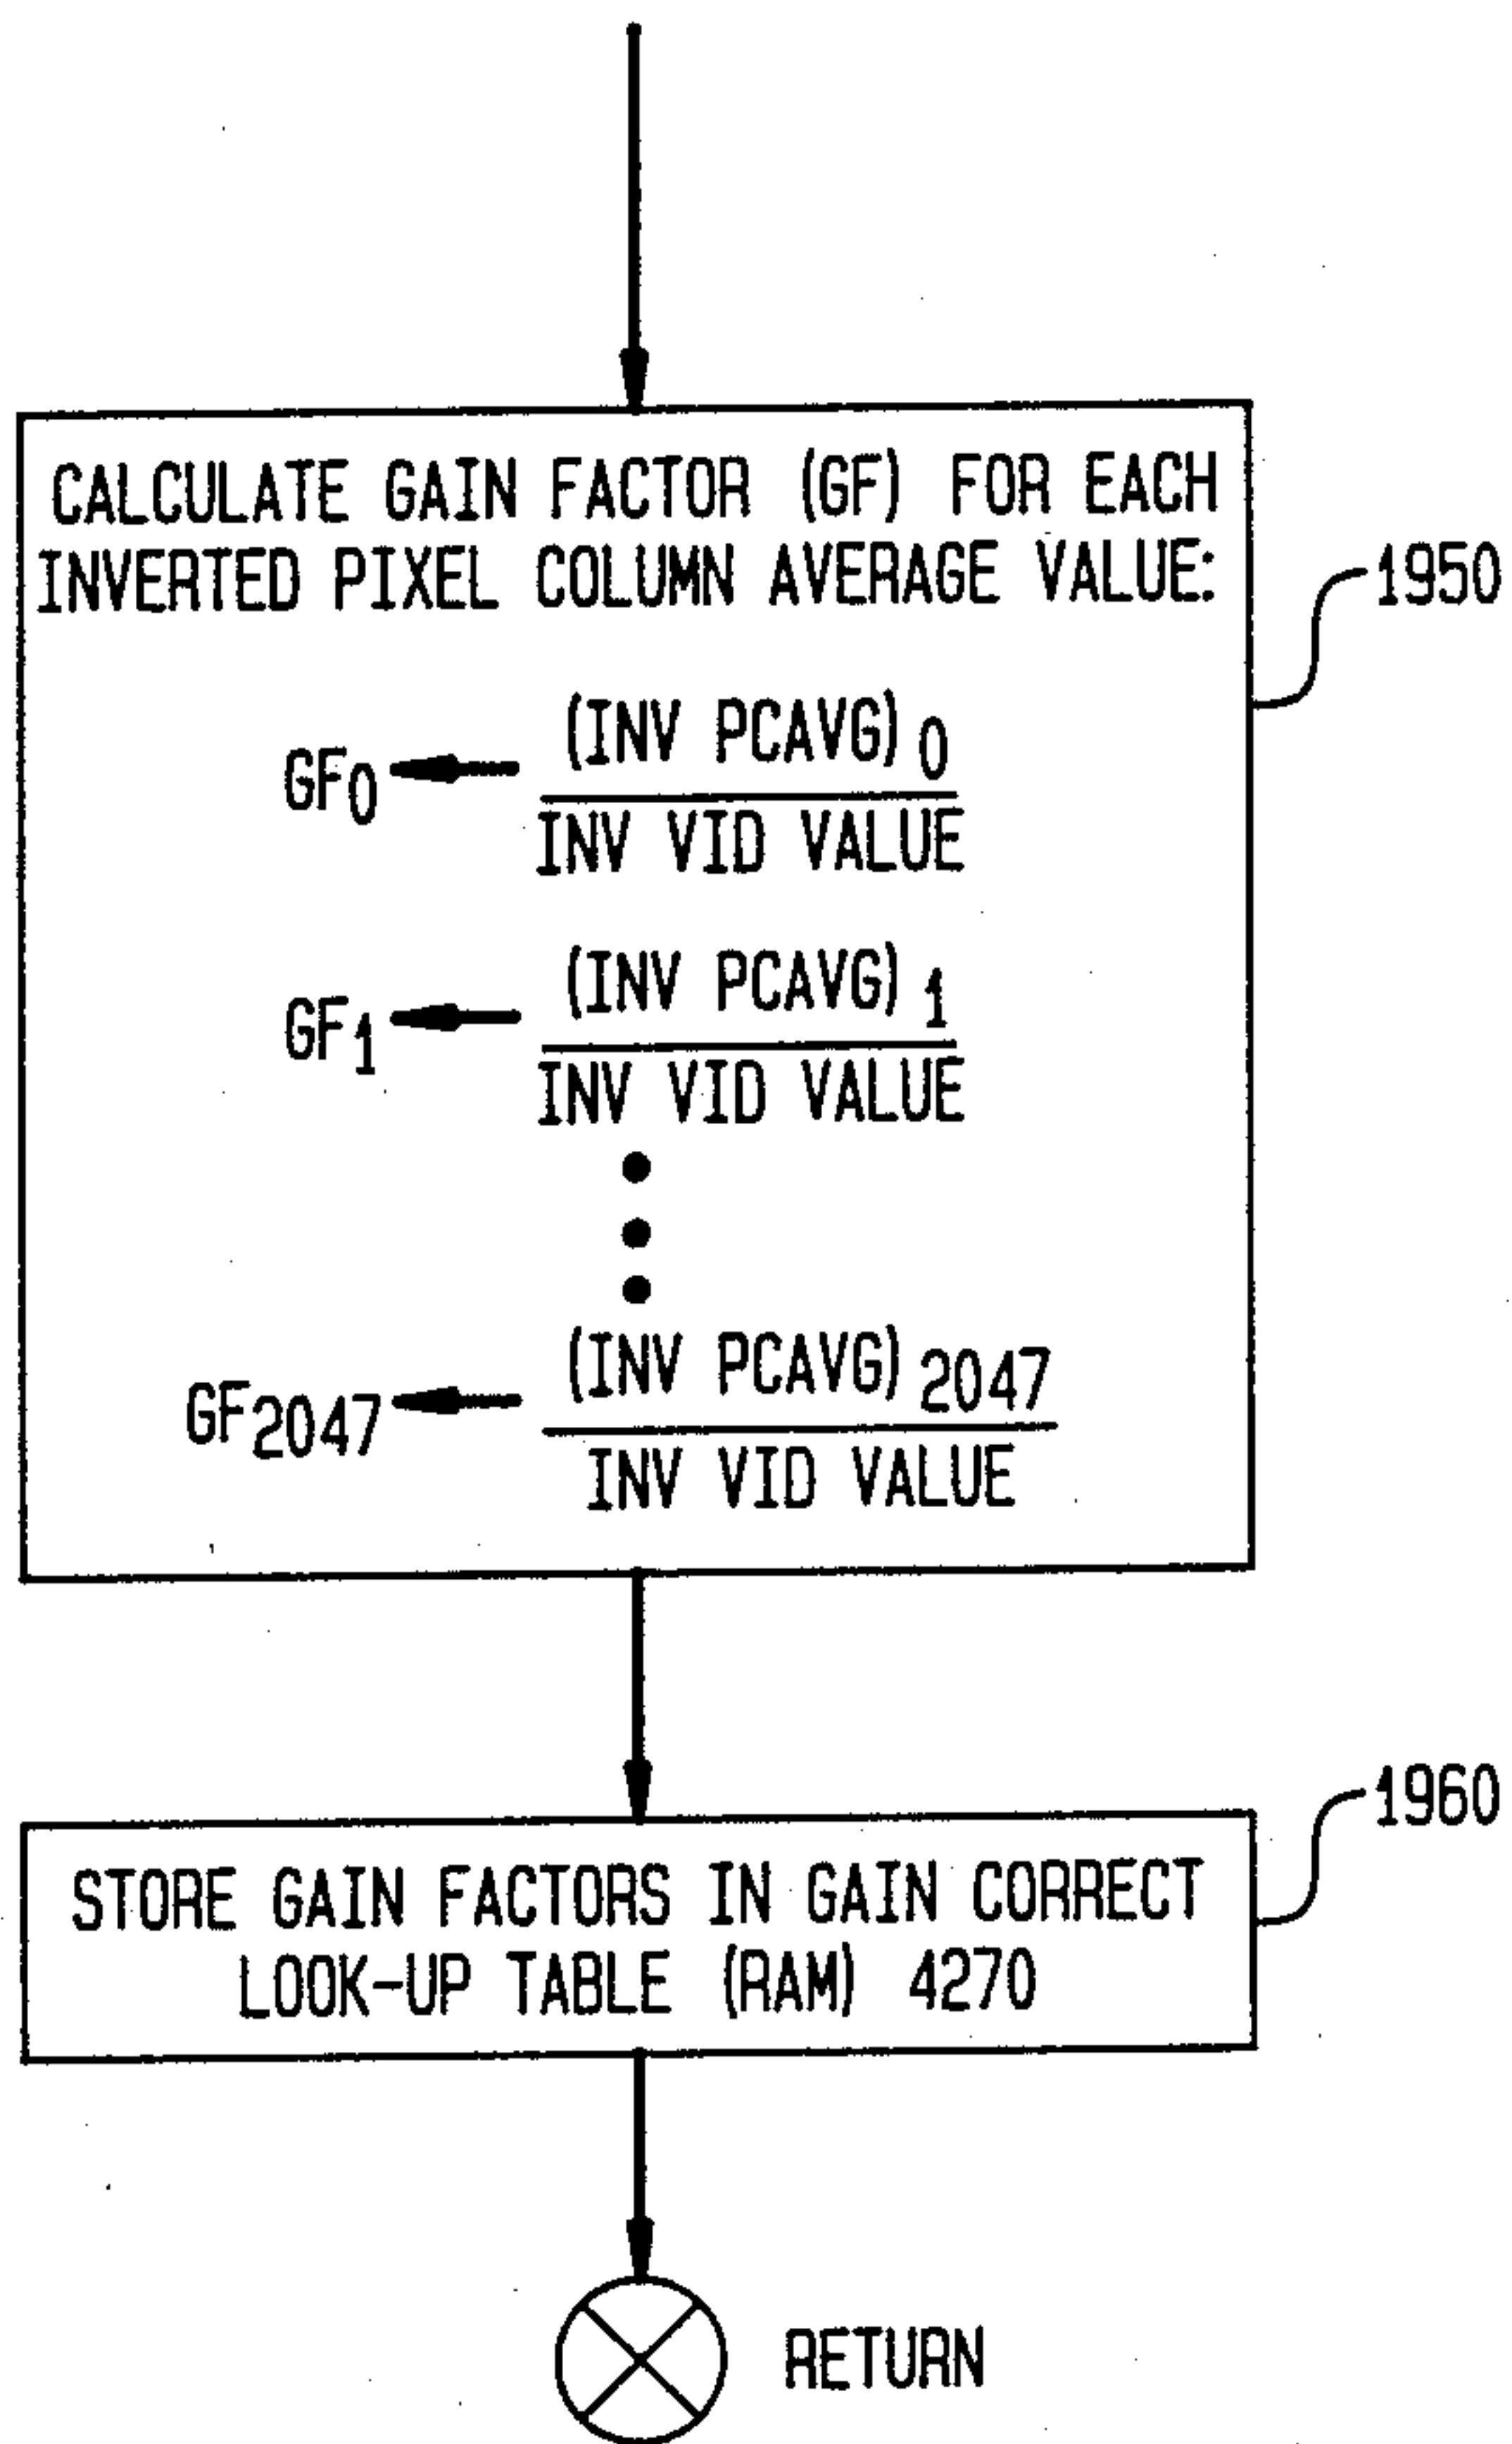 CALCULATE GAIN FACTOR (GF) FOR EACH
INVERTED PIXEL COLUMN AVERAGE VALUE:
1950
GF0 (INV PCAVG)0
INV VID VALUE
GF1 (INV PCAVG)1
INV VID VALUE
GF2047 (INV PCAVG)2047
INV VID VALUE
1960
STORE GAIN FACTORS IN GAIN CORRECT
LOOK-UP TABLE (RAM) 4270
RETURN